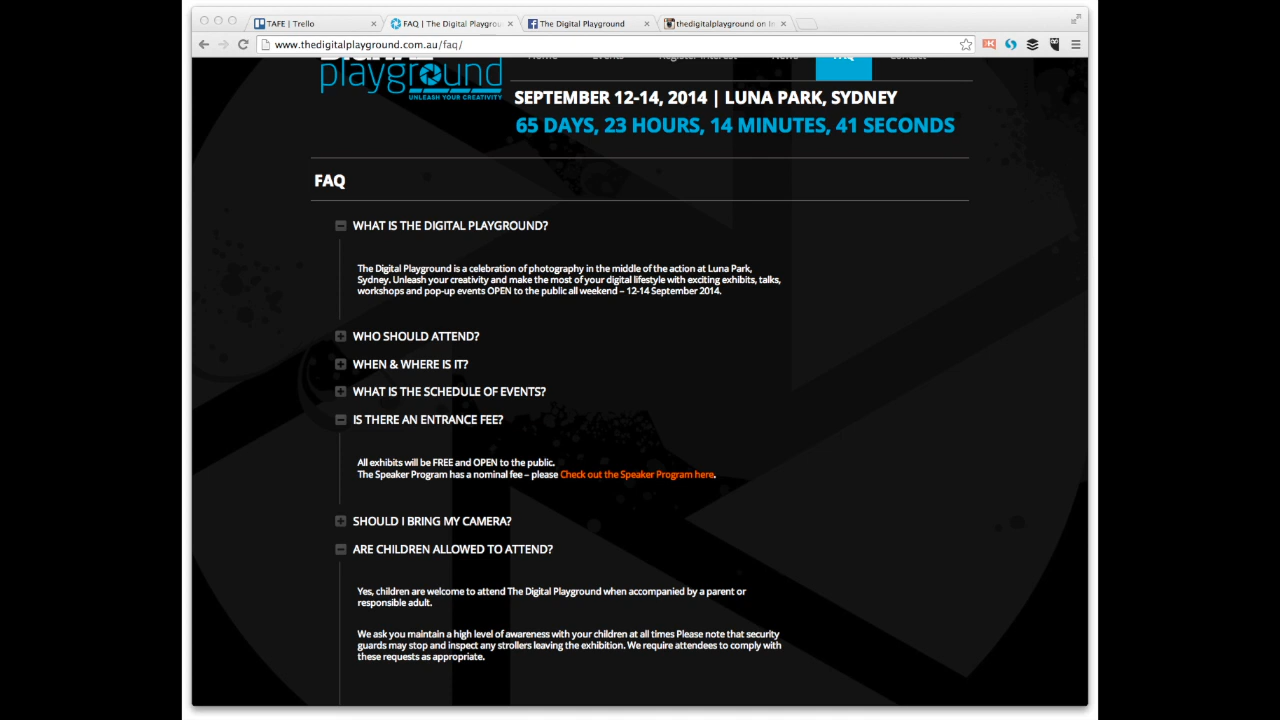 TAFE | Trello
FAQ | The Digital Playgrou
The Digital Playground
thedigitalplayground on
www.thedigitalplayground.com.au/faq/
Home
Events
Register Interest
News
FAQ
Contact
DIGITAL
playground
UNLEASH YOUR CREATIVITY
SEPTEMBER 12-14, 2014 | LUNA PARK, SYDNEY
65 DAYS, 23 HOURS, 14 MINUTES, 41 SECONDS
FAQ
WHAT IS THE DIGITAL PLAYGROUND?
The Digital Playground is a celebration of photography in the middle of the action at Luna Park,
Sydney. Unleash your creativity and make the most of your digital lifestyle with exciting exhibits, talks,
workshops and pop-up events OPEN to the public all weekend – 12-14 September 2014.
WHO SHOULD ATTEND?
WHEN & WHERE IS IT?
WHAT IS THE SCHEDULE OF EVENTS?
IS THERE AN ENTRANCE FEE?
All exhibits will be FREE and OPEN to the public.
The Speaker Program has a nominal fee – please Check out the Speaker Program here.
SHOULD I BRING MY CAMERA?
ARE CHILDREN ALLOWED TO ATTEND?
Yes, children are welcome to attend The Digital Playground when accompanied by a parent or
responsible adult.
We ask you maintain a high level of awareness with your children at all times Please note that security
guards may stop and inspect any strollers leaving the exhibition. We require attendees to comply with
these requests as appropriate.